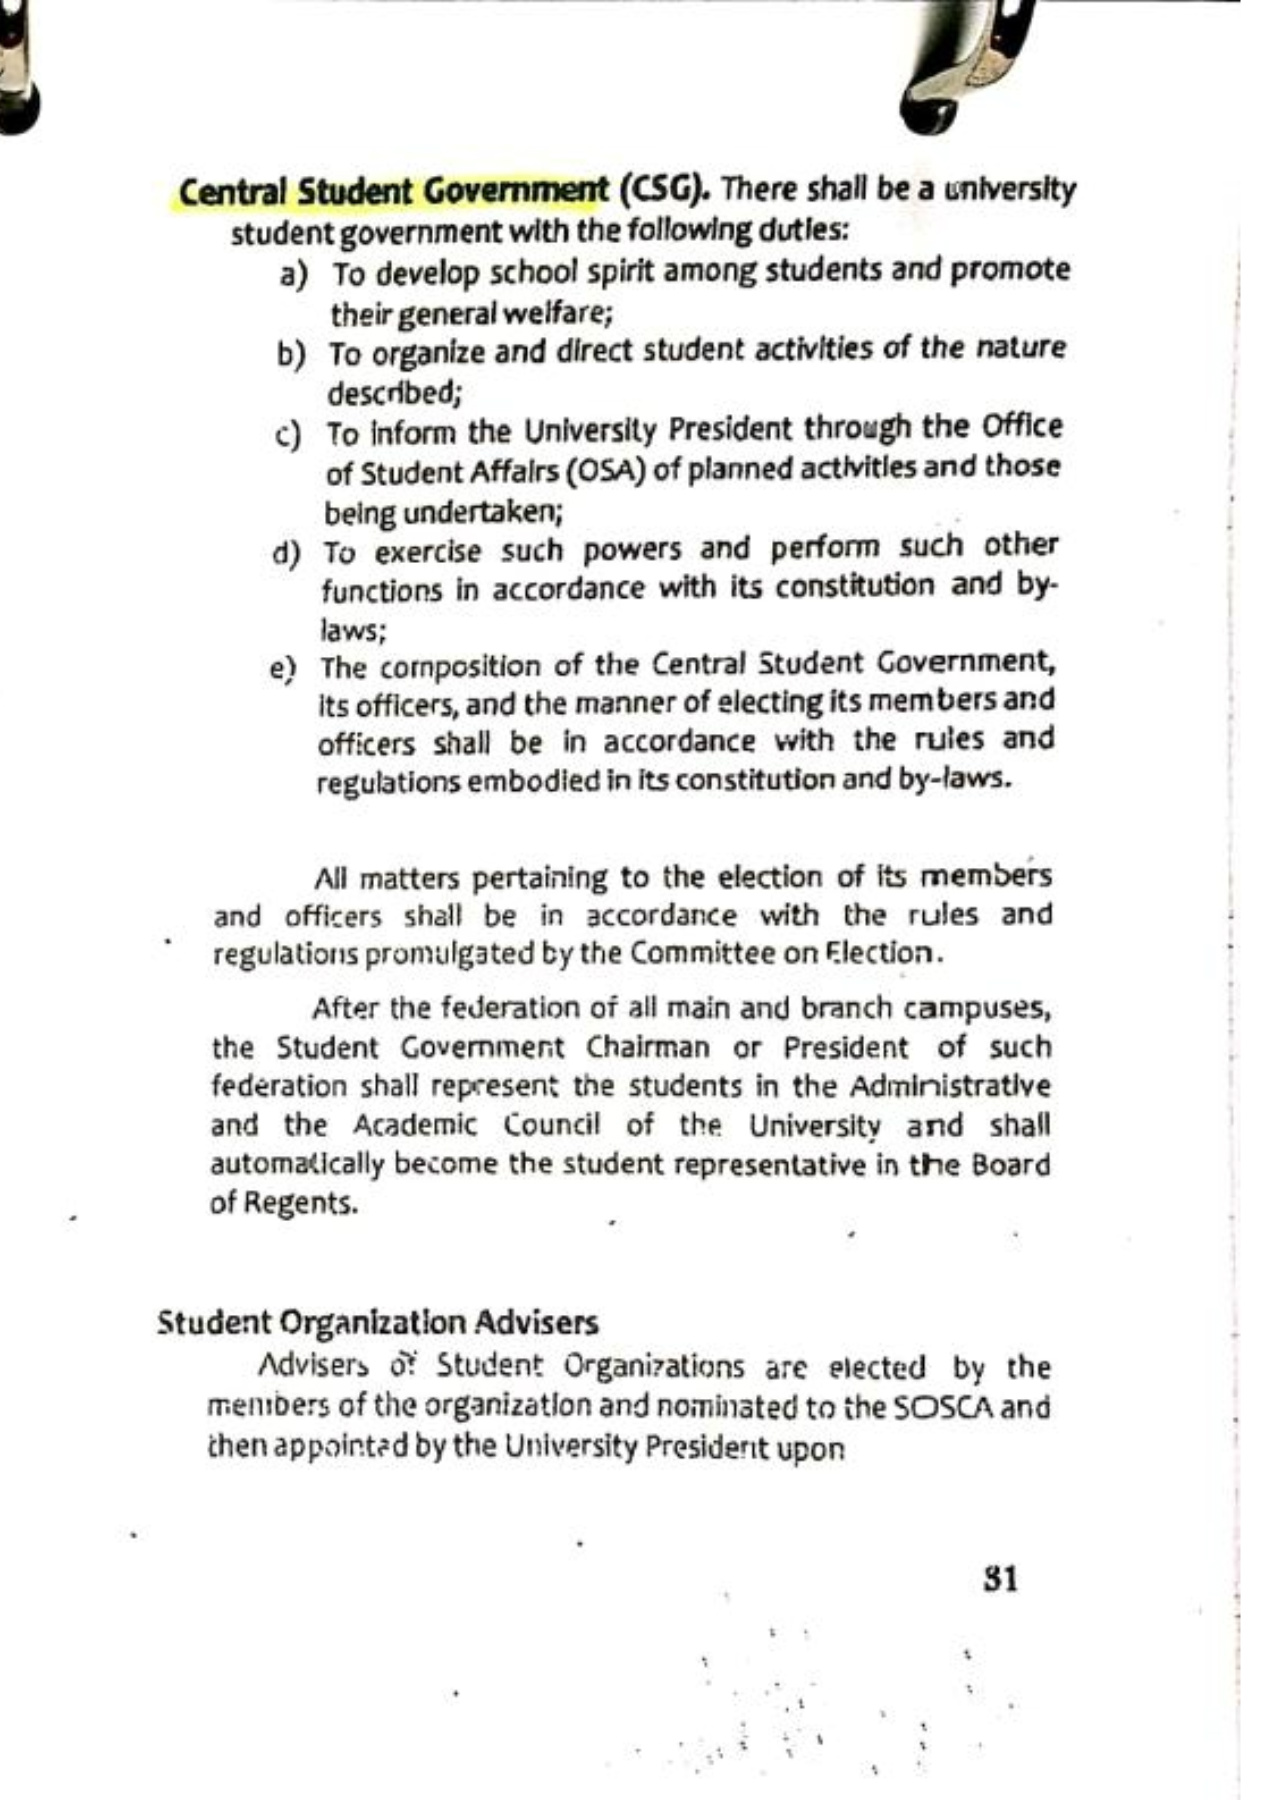 Central Student Government (CSG). There shall be a university
student government with the following duties:
a) To develop school spirit among students and promote
their general welfare;
b) To organize and direct student activities of the nature
described;
c) To inform the University President through the Office
of Student Affairs (OSA) of planned activities and those
being undertaken;
d) To exercise such powers and perform such other
functions in accordance with its constitution and by-
laws;
e) The composition of the Central Student Government,
its officers, and the manner of electing its members and
officers shall be in accordance with the rules and
regulations embodied in its constitution and by-laws.
All matters pertaining to the election of its members
and officers shall be in accordance with the rules and
regulations promulgated by the Committee on Election.
After the federation of all main and branch campuses,
the Student Government Chairman or President of such
federation shall represent the students in the Administrative
and the Academic Council of the University and shall
automatically become the student representative in the Board
of Regents.
Student Organization Advisers
Advisers of Student Organizations are elected by the
members of the organization and nominated to the SOSCA and
then appointed by the University President upon
31